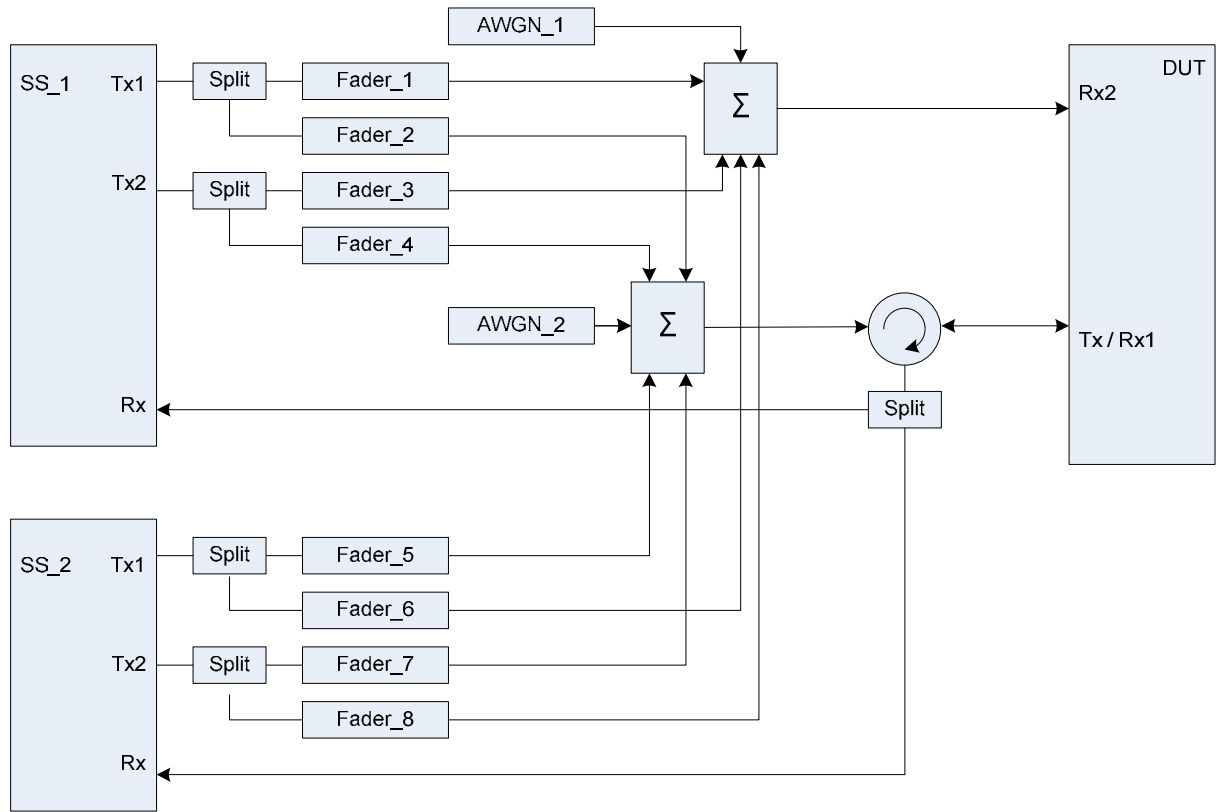 AWGN_1
SS_1
Tx1
Split
Fader_1
Σ
DUT
Rx2
Fader_2
Tx2
Split
Fader_3
Fader_4
AWGN_2
Σ
Tx / Rx1
Rx
Split
SS_2
Tx1
Split
Fader_5
Fader_6
Tx2
Split
Fader_7
Fader_8
Rx